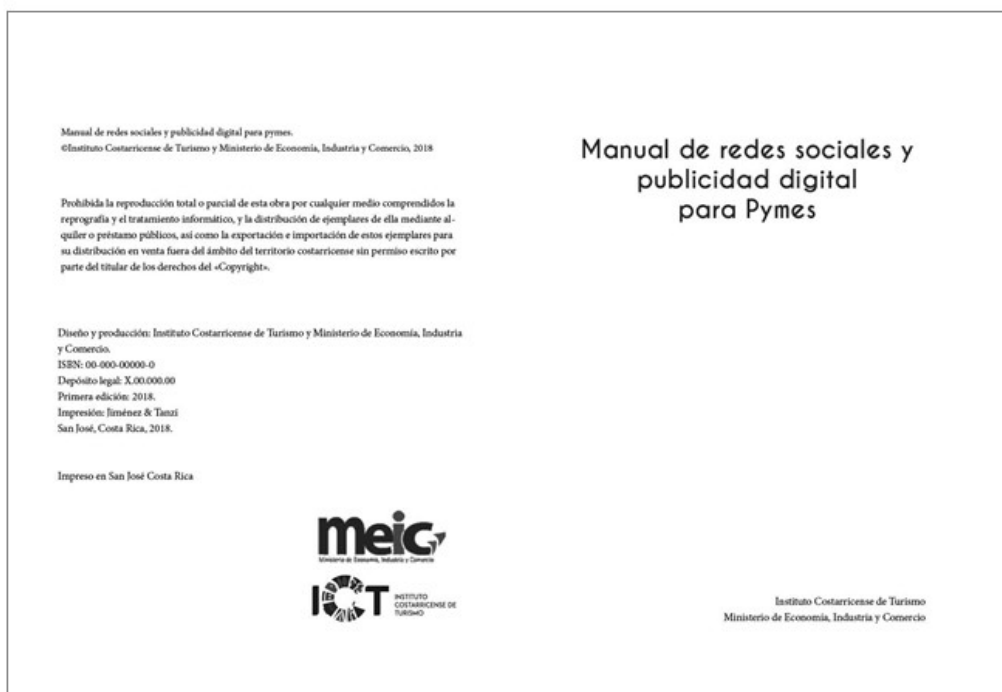 Manual de redes sociales y publicidad digital para pymes.
©Instituto Costarricense de Turismo y Ministerio de Economía, Industria y Comercio, 2018
Prohibida la reproducción total o parcial de esta obra por cualquier medio comprendidos la
reprografía y el tratamiento informático, y la distribución de ejemplares de ella mediante al-
quiler o préstamo públicos, así como la exportación e importación de estos ejemplares para
su distribución en venta fuera del ámbito del territorio costarricense sin permiso escrito por
parte del titular de los derechos del «Copyright».
Diseño y producción: Instituto Costarricense de Turismo y Ministerio de Economía, Industria
y Comercio.
ISBN: 00-000-00000-0
Depósito legal: X.00.000.00
Primera edición: 2018.
Impresión: Jiménez & Tanzi
San José, Costa Rica, 2018.
Impreso en San José Costa Rica
meic
Ministerio de Economía, Industria y Comercio
ICT
INSTITUTO
COSTARRICENSE DE
TURISMO
Manual de redes sociales y
publicidad digital
para Pymes
Instituto Costarricense de Turismo
Ministerio de Economía, Industria y Comercio